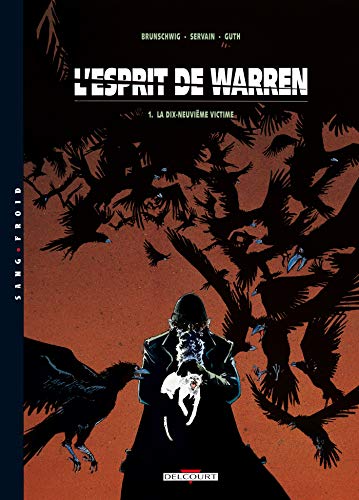 BRUNSCHWIG • SERVAIN • GUTH
L'ESPRIT DE WARREN
1. LA DIX-NEUVIÈME VICTIME
SANG • FROID
DELCOURT